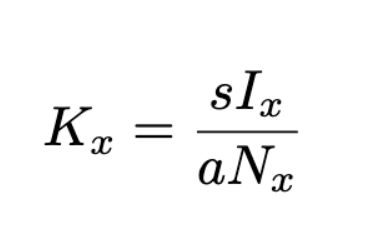 K_x = \frac{sI_x}{aN_x}